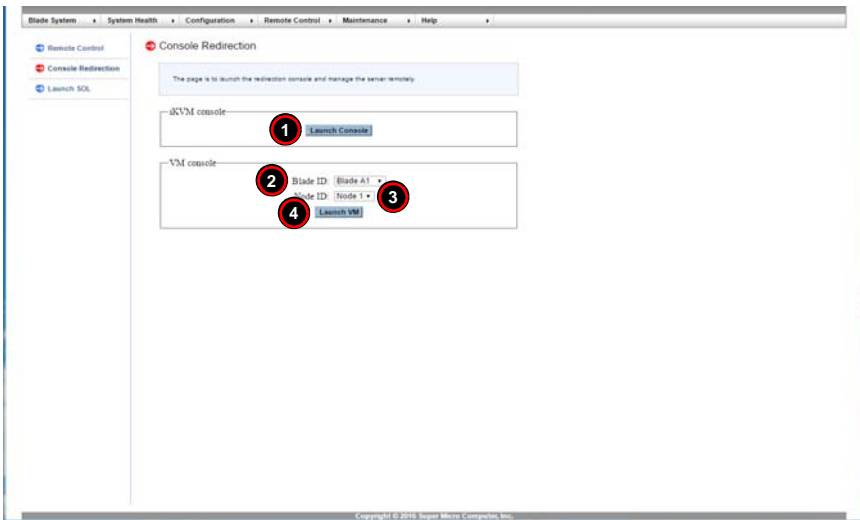 Blade System System Health Configuration Remote Control Maintenance Help
Remote Control
Console Redirection
Launch SOL
Console Redirection
The page is to launch the redirection console and manage the server remotely.
iKVM console
1 Launch Console
VM console
2 Blade ID: Blade A1
Node ID: Node 1 3
4 Launch VM
Copyright © 2016 Super Micro Computer, Inc.